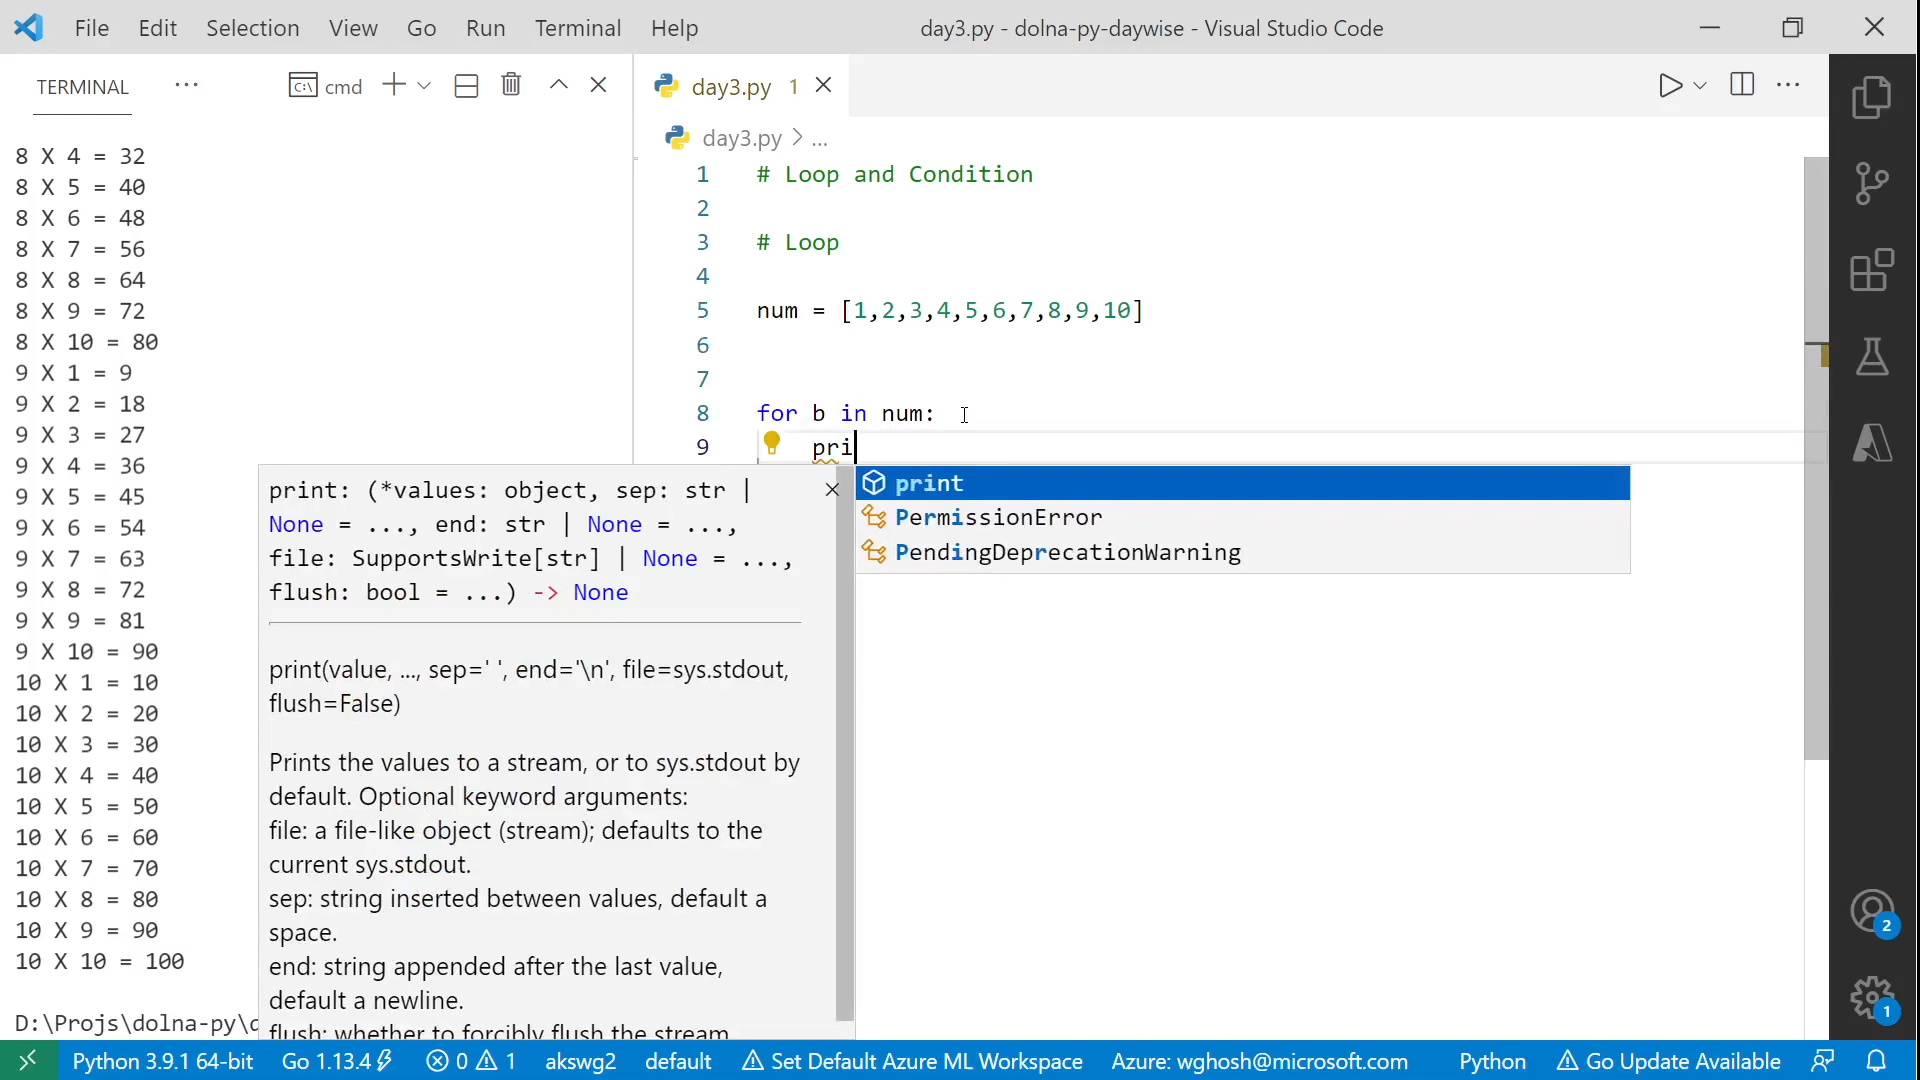 File Edit Selection View Go Run Terminal Help
day3.py - dolna-py-daywise - Visual Studio Code
TERMINAL ... cmd
8 X 4 = 32
8 X 5 = 40
8 X 6 = 48
8 X 7 = 56
8 X 8 = 64
8 X 9 = 72
8 X 10 = 80
9 X 1 = 9
9 X 2 = 18
9 X 3 = 27
9 X 4 = 36
9 X 5 = 45
9 X 6 = 54
9 X 7 = 63
9 X 8 = 72
9 X 9 = 81
9 X 10 = 90
10 X 1 = 10
10 X 2 = 20
10 X 3 = 30
10 X 4 = 40
10 X 5 = 50
10 X 6 = 60
10 X 7 = 70
10 X 8 = 80
10 X 9 = 90
10 X 10 = 100
D:\Projs\dolna-py\
day3.py 1
day3.py > ...
1 # Loop and Condition
2
3 # Loop
4
5 num = [1,2,3,4,5,6,7,8,9,10]
6
7
8 for b in num:
9 pri
print: (*values: object, sep: str |
None = ..., end: str | None = ...,
file: SupportsWrite[str] | None = ...,
flush: bool = ...) -> None
print(value, ..., sep=' ', end='\n', file=sys.stdout,
flush=False)
Prints the values to a stream, or to sys.stdout by
default. Optional keyword arguments:
file: a file-like object (stream); defaults to the
current sys.stdout.
sep: string inserted between values, default a
space.
end: string appended after the last value,
default a newline.
flush: whether to forcibly flush the stream
print
PermissionError
PendingDeprecationWarning
2
1
Python 3.9.1 64-bit Go 1.13.4 0 1 akswg2 default Set Default Azure ML Workspace Azure: wghosh@microsoft.com Python Go Update Available